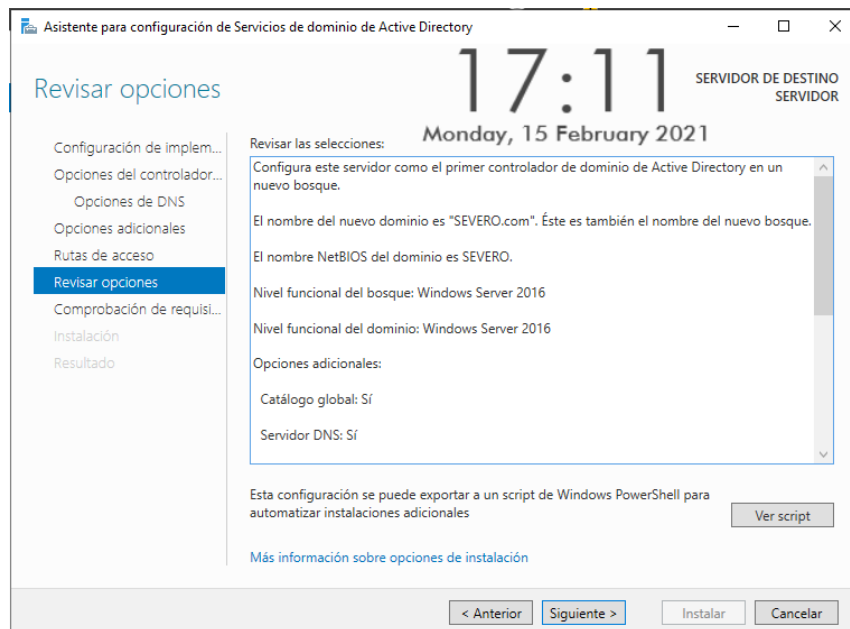 Asistente para configuración de Servicios de dominio de Active Directory
17:11
Monday, 15 February 2021
SERVIDOR DE DESTINO
SERVIDOR
Revisar opciones
Configuración de implem...
Opciones del controlador...
Opciones de DNS
Opciones adicionales
Rutas de acceso
Revisar opciones
Comprobación de requisi...
Instalación
Resultado
Revisar las selecciones:
Configura este servidor como el primer controlador de dominio de Active Directory en un
nuevo bosque.
El nombre del nuevo dominio es "SEVERO.com". Éste es también el nombre del nuevo bosque.
El nombre NetBIOS del dominio es SEVERO.
Nivel funcional del bosque: Windows Server 2016
Nivel funcional del dominio: Windows Server 2016
Opciones adicionales:
Catálogo global: Sí
Servidor DNS: Sí
Esta configuración se puede exportar a un script de Windows PowerShell para
automatizar instalaciones adicionales
Ver script
Más información sobre opciones de instalación
< Anterior
Siguiente >
Instalar
Cancelar